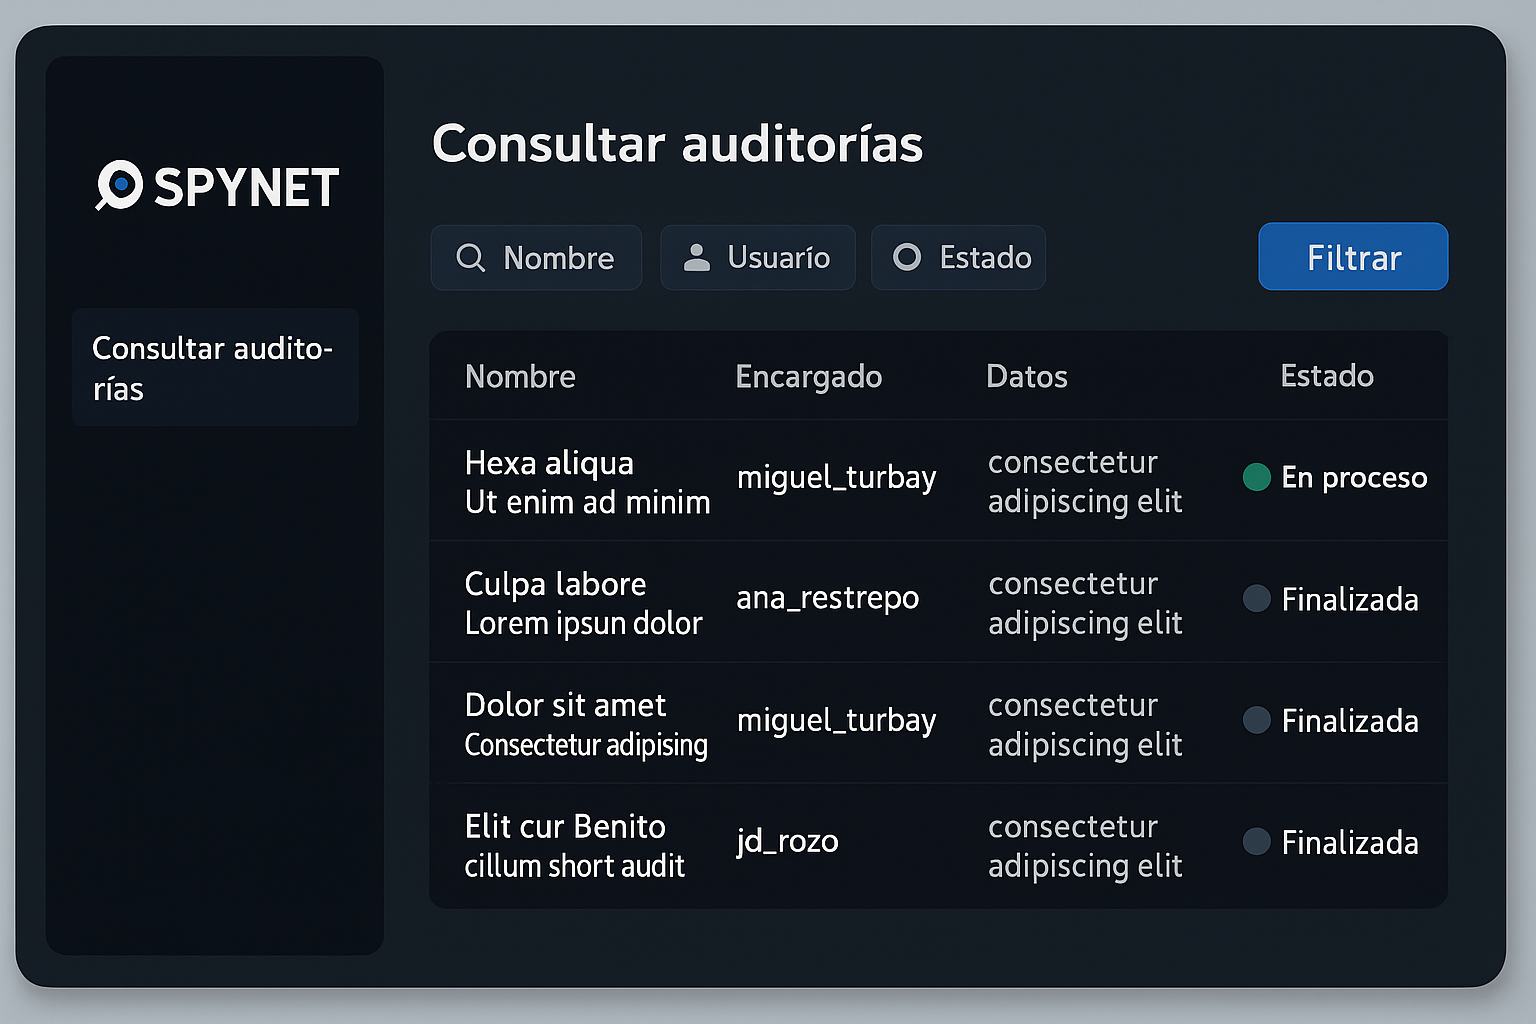 SPYNET
Consultar audito-
rías
Consultar auditorías
Nombre
Usuarío
Estado
Filtrar
Nombre
Encargado
Datos
Estado
Hexa aliqua
Ut enim ad minim
miguel_turbay
consectetur
adipiscing elit
En proceso
Culpa labore
Lorem ipsun dolor
ana_restrepo
consectetur
adipiscing elit
Finalizada
Dolor sit amet
Consectetur adipising
miguel_turbay
consectetur
adipiscing elit
Finalizada
Elit cur Benito
cillum short audit
jd_rozo
consectetur
adipiscing elit
Finalizada